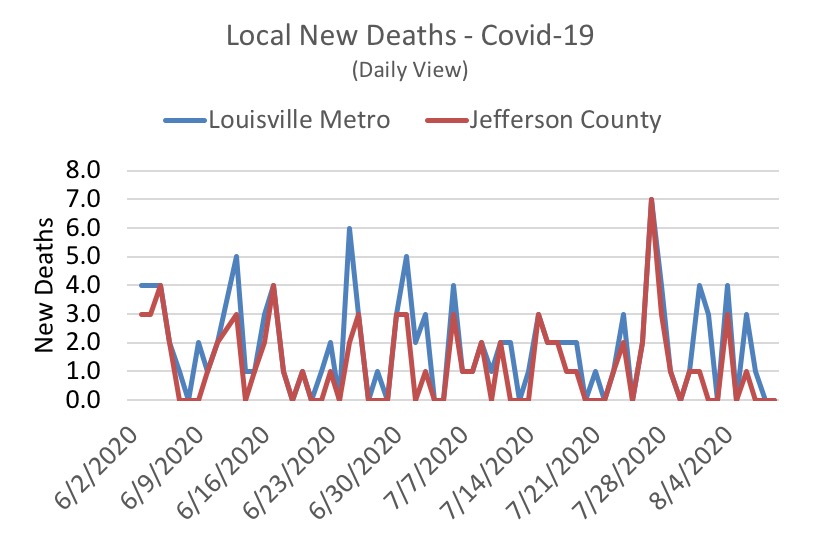 Local New Deaths - Covid-19
(Daily View)
Louisville Metro Jefferson County
8.0
7.0
6.0
5.0
4.0
3.0
2.0
1.0
0.0
New Deaths
6/2/2020 6/9/2020 6/16/2020 6/23/2020 6/30/2020 7/7/2020 7/14/2020 7/21/2020 7/28/2020 8/4/2020